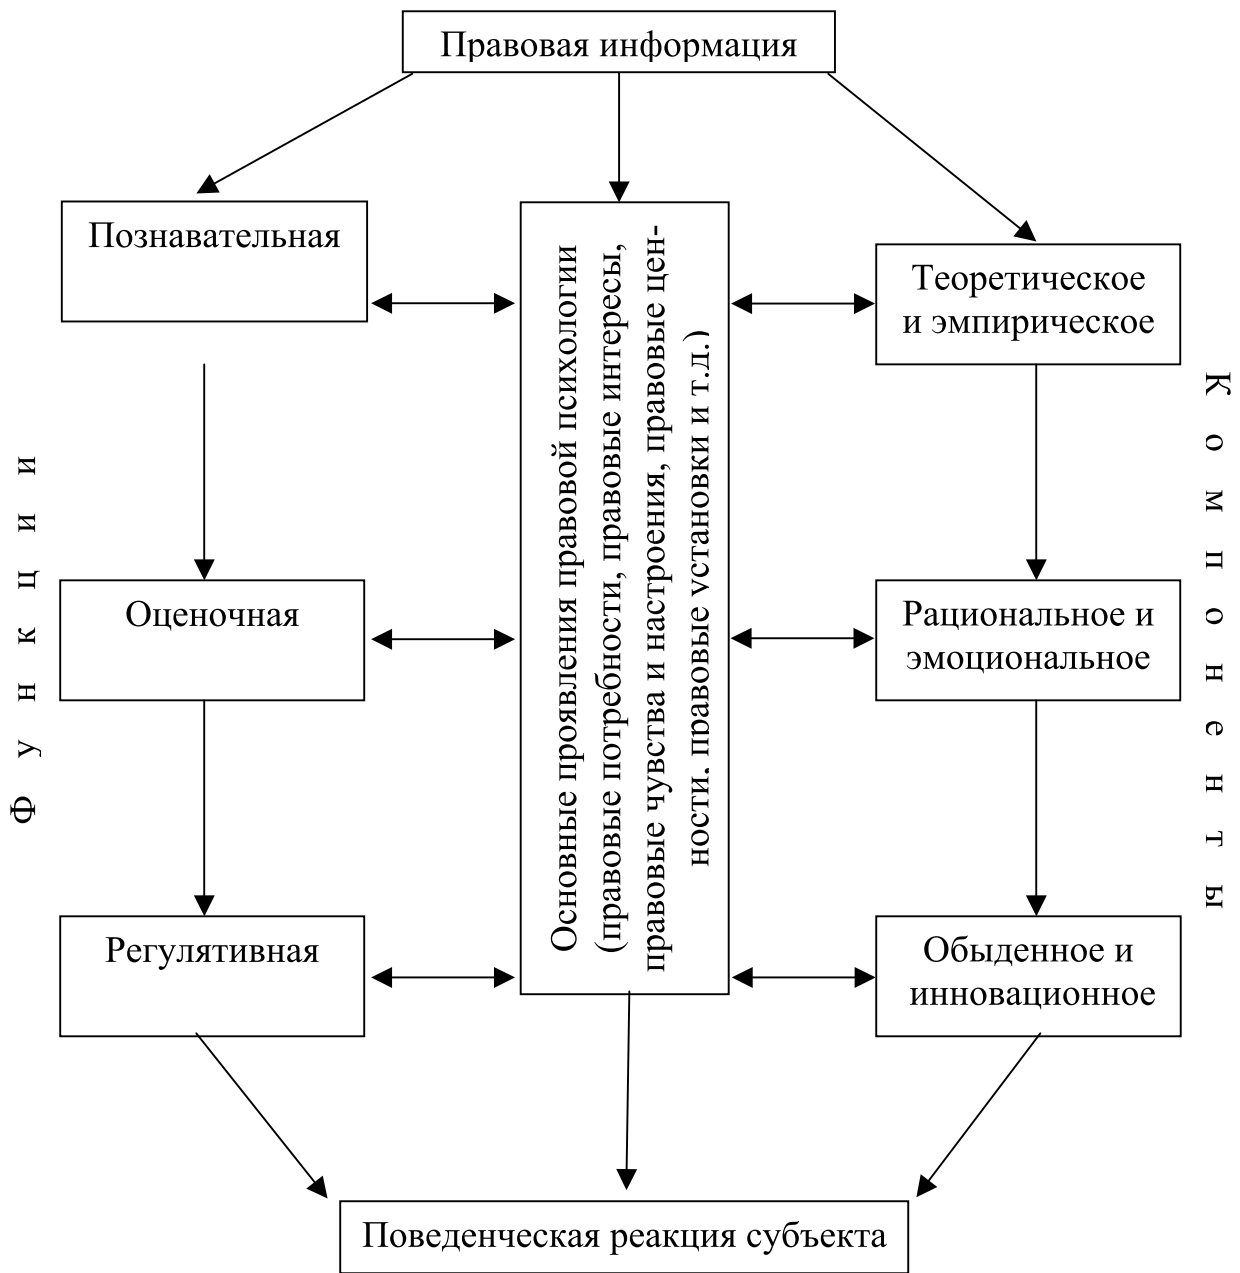 Правовая информация
Познавательная
Теоретическое
и эмпирическое
Основные проявления правовой психологии
(правовые потребности, правовые интересы,
правовые чувства и настроения, правовые цен-
ности. правовые установки и т.д.)
Функции
Компоненты
Оценочная
Рациональное и
эмоциональное
Регулятивная
Обыденное и
инновационное
Поведенческая реакция субъекта